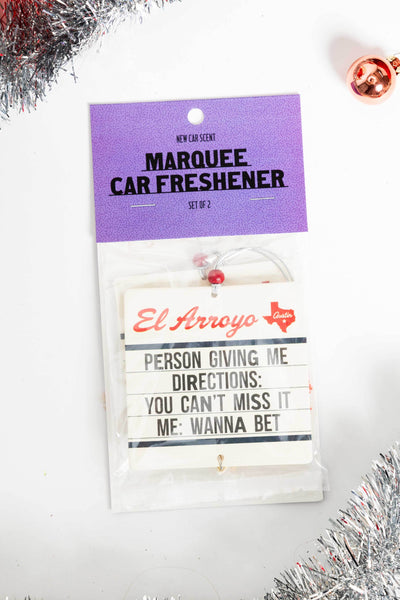 NEW CAR SCENT
MARQUEE
CAR FRESHENER
SET OF 2
El Arroyo
Austin
PERSON GIVING ME
DIRECTIONS:
YOU CAN'T MISS IT
ME: WANNA BET